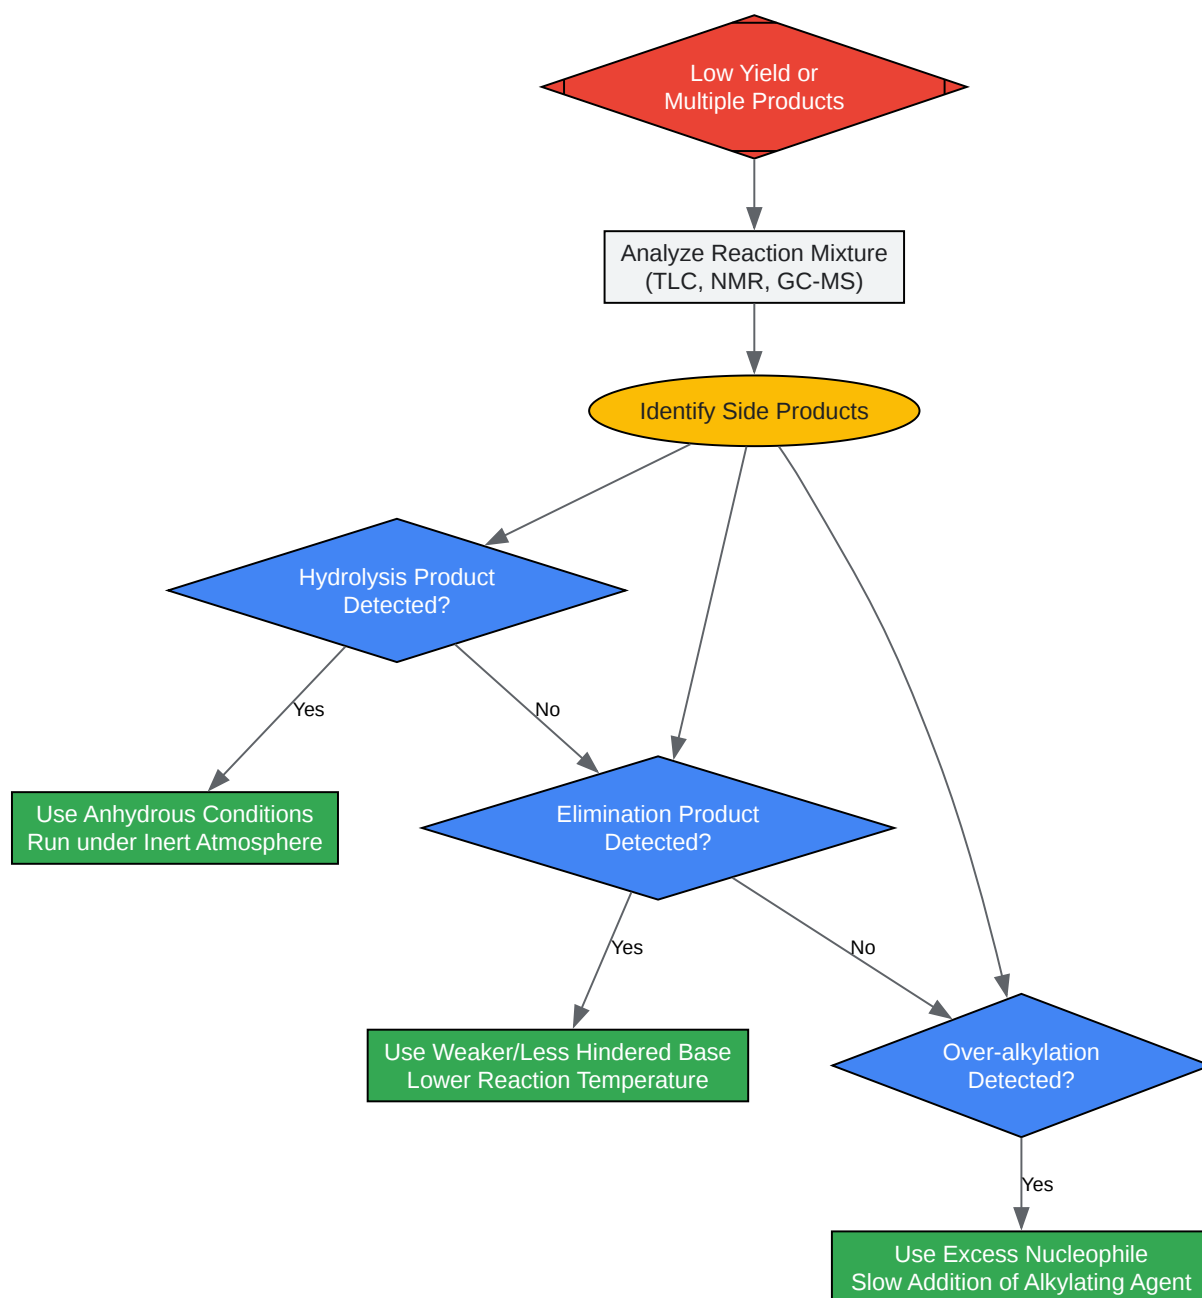 Low Yield or
Multiple Products
Analyze Reaction Mixture
(TLC, NMR, GC-MS)
Identify Side Products
Hydrolysis Product
Detected?
Yes
No
Use Anhydrous Conditions
Run under Inert Atmosphere
Elimination Product
Detected?
Yes
No
Use Weaker/Less Hindered Base
Lower Reaction Temperature
Over-alkylation
Detected?
Yes
Use Excess Nucleophile
Slow Addition of Alkylating Agent